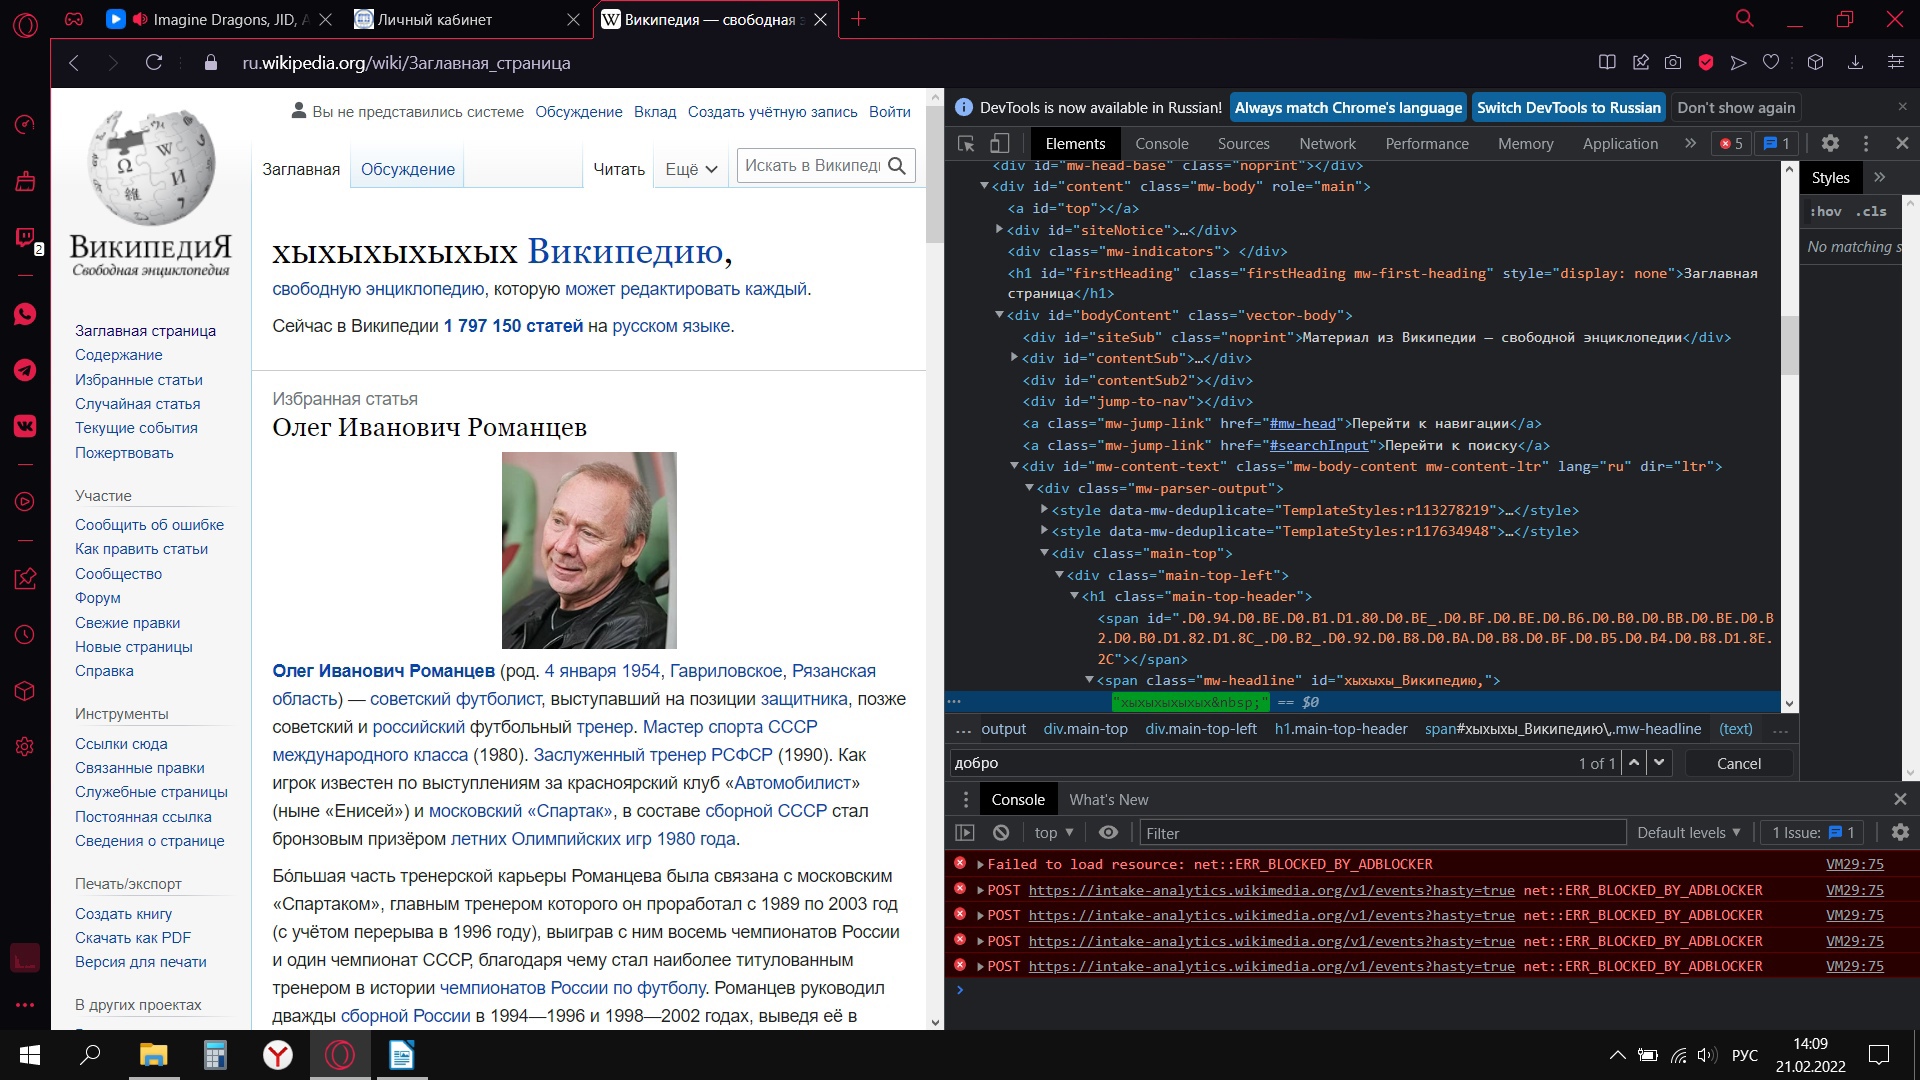 Imagine Dragons, JID, A
Личный кабинет
Википедия — свободная э
ru.wikipedia.org/wiki/Заглавная_страница
2
ВикипедиЯ
Свободная энциклопедия
Вы не представились системе Обсуждение Вклад Создать учётную запись Войти
Заглавная Обсуждение Читать Ещё Искать в Википеди
хыхыхыхыхых Википедию,
свободную энциклопедию, которую может редактировать каждый.
Сейчас в Википедии 1 797 150 статей на русском языке.
Заглавная страница
Содержание
Избранные статьи
Случайная статья
Текущие события
Пожертвовать
Участие
Сообщить об ошибке
Как править статьи
Сообщество
Форум
Свежие правки
Новые страницы
Справка
Инструменты
Ссылки сюда
Связанные правки
Служебные страницы
Постоянная ссылка
Сведения о странице
Печать/экспорт
Создать книгу
Скачать как PDF
Версия для печати
В других проектах
Избранная статья
Олег Иванович Романцев
Олег Иванович Романцев (род. 4 января 1954, Гавриловское, Рязанская
область) — советский футболист, выступавший на позиции защитника, позже
советский и российский футбольный тренер. Мастер спорта СССР
международного класса (1980). Заслуженный тренер РСФСР (1990). Как
игрок известен по выступлениям за красноярский клуб «Автомобилист»
(ныне «Енисей») и московский «Спартак», в составе сборной СССР стал
бронзовым призёром летних Олимпийских игр 1980 года.
Бо́льшая часть тренерской карьеры Романцева была связана с московским
«Спартаком», главным тренером которого он проработал с 1989 по 2003 год
(с учётом перерыва в 1996 году), выиграв с ним восемь чемпионатов России
и один чемпионат СССР, благодаря чему стал наиболее титулованным
тренером в истории чемпионатов России по футболу. Романцев руководил
дважды сборной России в 1994—1996 и 1998—2002 годах, выведя её в
DevTools is now available in Russian! Always match Chrome's language Switch DevTools to Russian Don't show again
Elements Console Sources Network Performance Memory Application 5 1
<div id="mw-head-base" class="noprint"></div>
<div id="content" class="mw-body" role="main">
<a id="top"></a>
<div id="siteNotice">…</div>
<div class="mw-indicators"> </div>
<h1 id="firstHeading" class="firstHeading mw-first-heading" style="display: none">Заглавная
страница</h1>
<div id="bodyContent" class="vector-body">
<div id="siteSub" class="noprint">Материал из Википедии — свободной энциклопедии</div>
<div id="contentSub">…</div>
<div id="contentSub2"></div>
<div id="jump-to-nav"></div>
<a class="mw-jump-link" href="#mw-head">Перейти к навигации</a>
<a class="mw-jump-link" href="#searchInput">Перейти к поиску</a>
<div id="mw-content-text" class="mw-body-content mw-content-ltr" lang="ru" dir="ltr">
<div class="mw-parser-output">
<style data-mw-deduplicate="TemplateStyles:r113278219">…</style>
<style data-mw-deduplicate="TemplateStyles:r117634948">…</style>
<div class="main-top">
<div class="main-top-left">
<h1 class="main-top-header">
<span id=".D0.94.D0.BE.D0.B1.D1.80.D0.BE_.D0.BF.D0.BE.D0.B6.D0.B0.D0.BB.D0.BE.D0.B
2.D0.B0.D1.82.D1.8C_.D0.B2_.D0.92.D0.B8.D0.BA.D0.B8.D0.BF.D0.B5.D0.B4.D0.B8.D1.8E.
2C"></span>
<span class="mw-headline" id="хыхыхы_Википедию,">
"хыхыхыхыхых&nbsp;" == $0
Styles
:hov .cls
No matching s
... output div.main-top div.main-top-left h1.main-top-header span#хыхыхы_Википедию\,.mw-headline (text) ...
добро 1 of 1 Cancel
Console What's New
top Filter Default levels 1 Issue: 1
Failed to load resource: net::ERR_BLOCKED_BY_ADBLOCKER VM29:75
POST https://intake-analytics.wikimedia.org/v1/events?hasty=true net::ERR_BLOCKED_BY_ADBLOCKER VM29:75
POST https://intake-analytics.wikimedia.org/v1/events?hasty=true net::ERR_BLOCKED_BY_ADBLOCKER VM29:75
POST https://intake-analytics.wikimedia.org/v1/events?hasty=true net::ERR_BLOCKED_BY_ADBLOCKER VM29:75
POST https://intake-analytics.wikimedia.org/v1/events?hasty=true net::ERR_BLOCKED_BY_ADBLOCKER VM29:75
РУС
14:09
21.02.2022